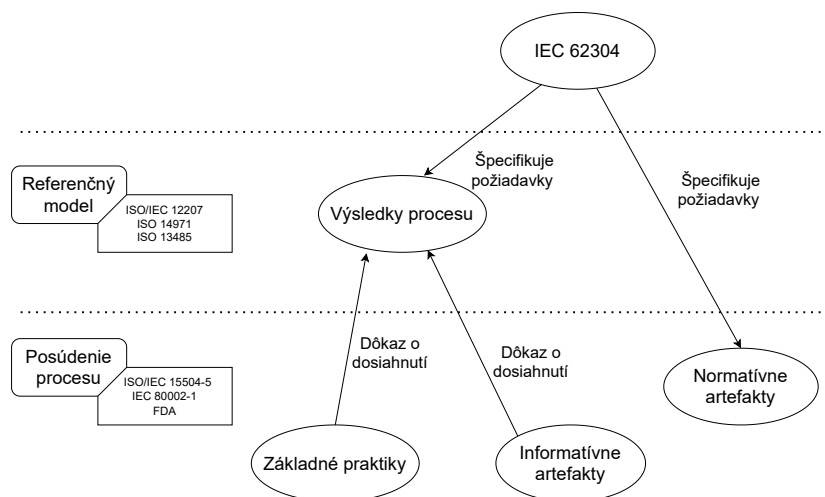 IEC 62304
Špecifikuje
požiadavky
Špecifikuje
požiadavky
Referenčný
model
ISO/IEC 12207
ISO 14971
ISO 13485
Výsledky procesu
Dôkaz o
dosiahnutí
Dôkaz o
dosiahnutí
Posúdenie
procesu
ISO/IEC 15504-5
IEC 80002-1
FDA
Normatívne
artefakty
Základné praktiky
Informatívne
artefakty